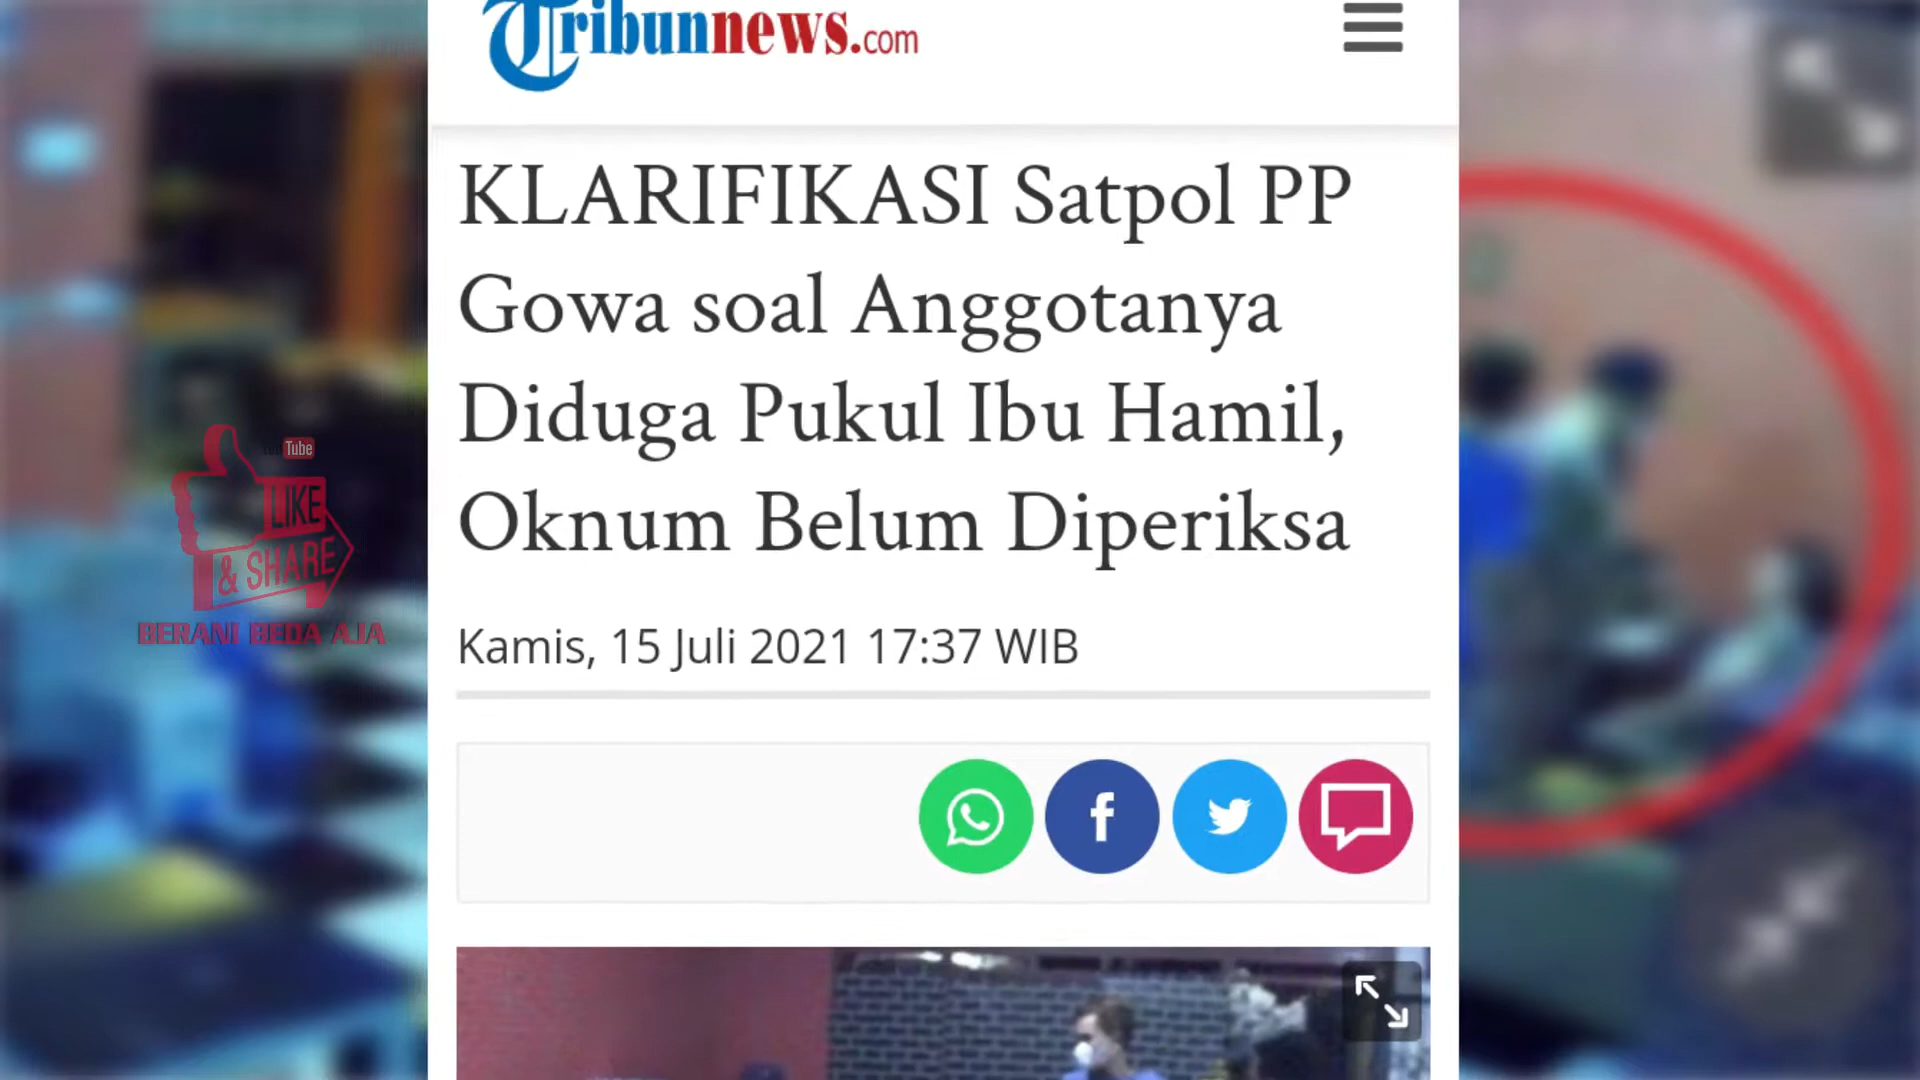 Tribunnews.com
KLARIFIKASI Satpol PP
Gowa soal Anggotanya
Diduga Pukul Ibu Hamil,
Oknum Belum Diperiksa
Kamis, 15 Juli 2021 17:37 WIB
You Tube
LIKE
& SHARE
BERANI BEDA AJA